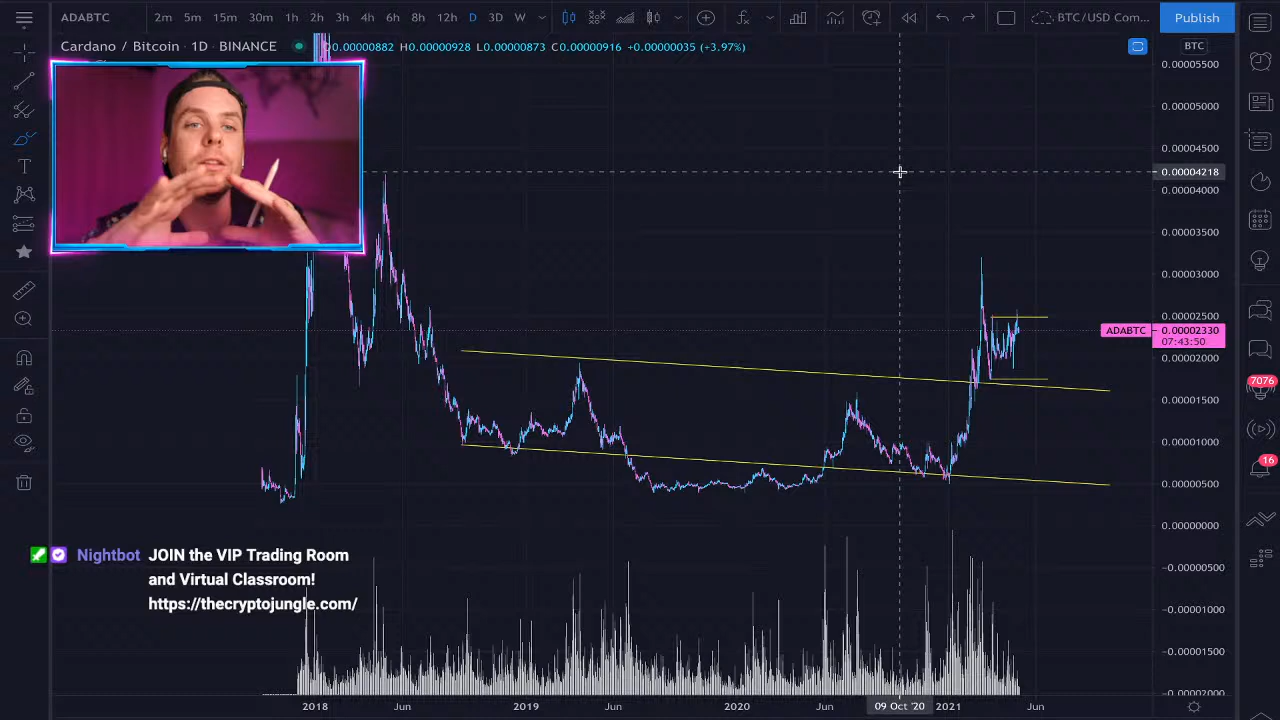 ADABTC 2m 5m 15m 30m 1h 2h 3h 4h 6h 8h 12h D 3D W BTC/USD Com... Publish
Cardano / Bitcoin · 1D · BINANCE 0.00000882 H0.00000928 L0.00000873 C0.00000916 +0.00000035 (+3.97%) BTC
0.00005500
0.00005000
0.00004500
0.00004218
0.00004000
0.00003500
0.00003000
0.00002500
ADABTC 0.00002330
07:43:50
0.00002000
0.00001500
0.00001000
0.00000500
0.00000000
−0.00000500
−0.00001000
−0.00001500
−0.00002000
7076
16
Nightbot JOIN the VIP Trading Room
and Virtual Classroom!
https://thecryptojungle.com/
2018 Jun 2019 Jun 2020 Jun 09 Oct '20 2021 Jun